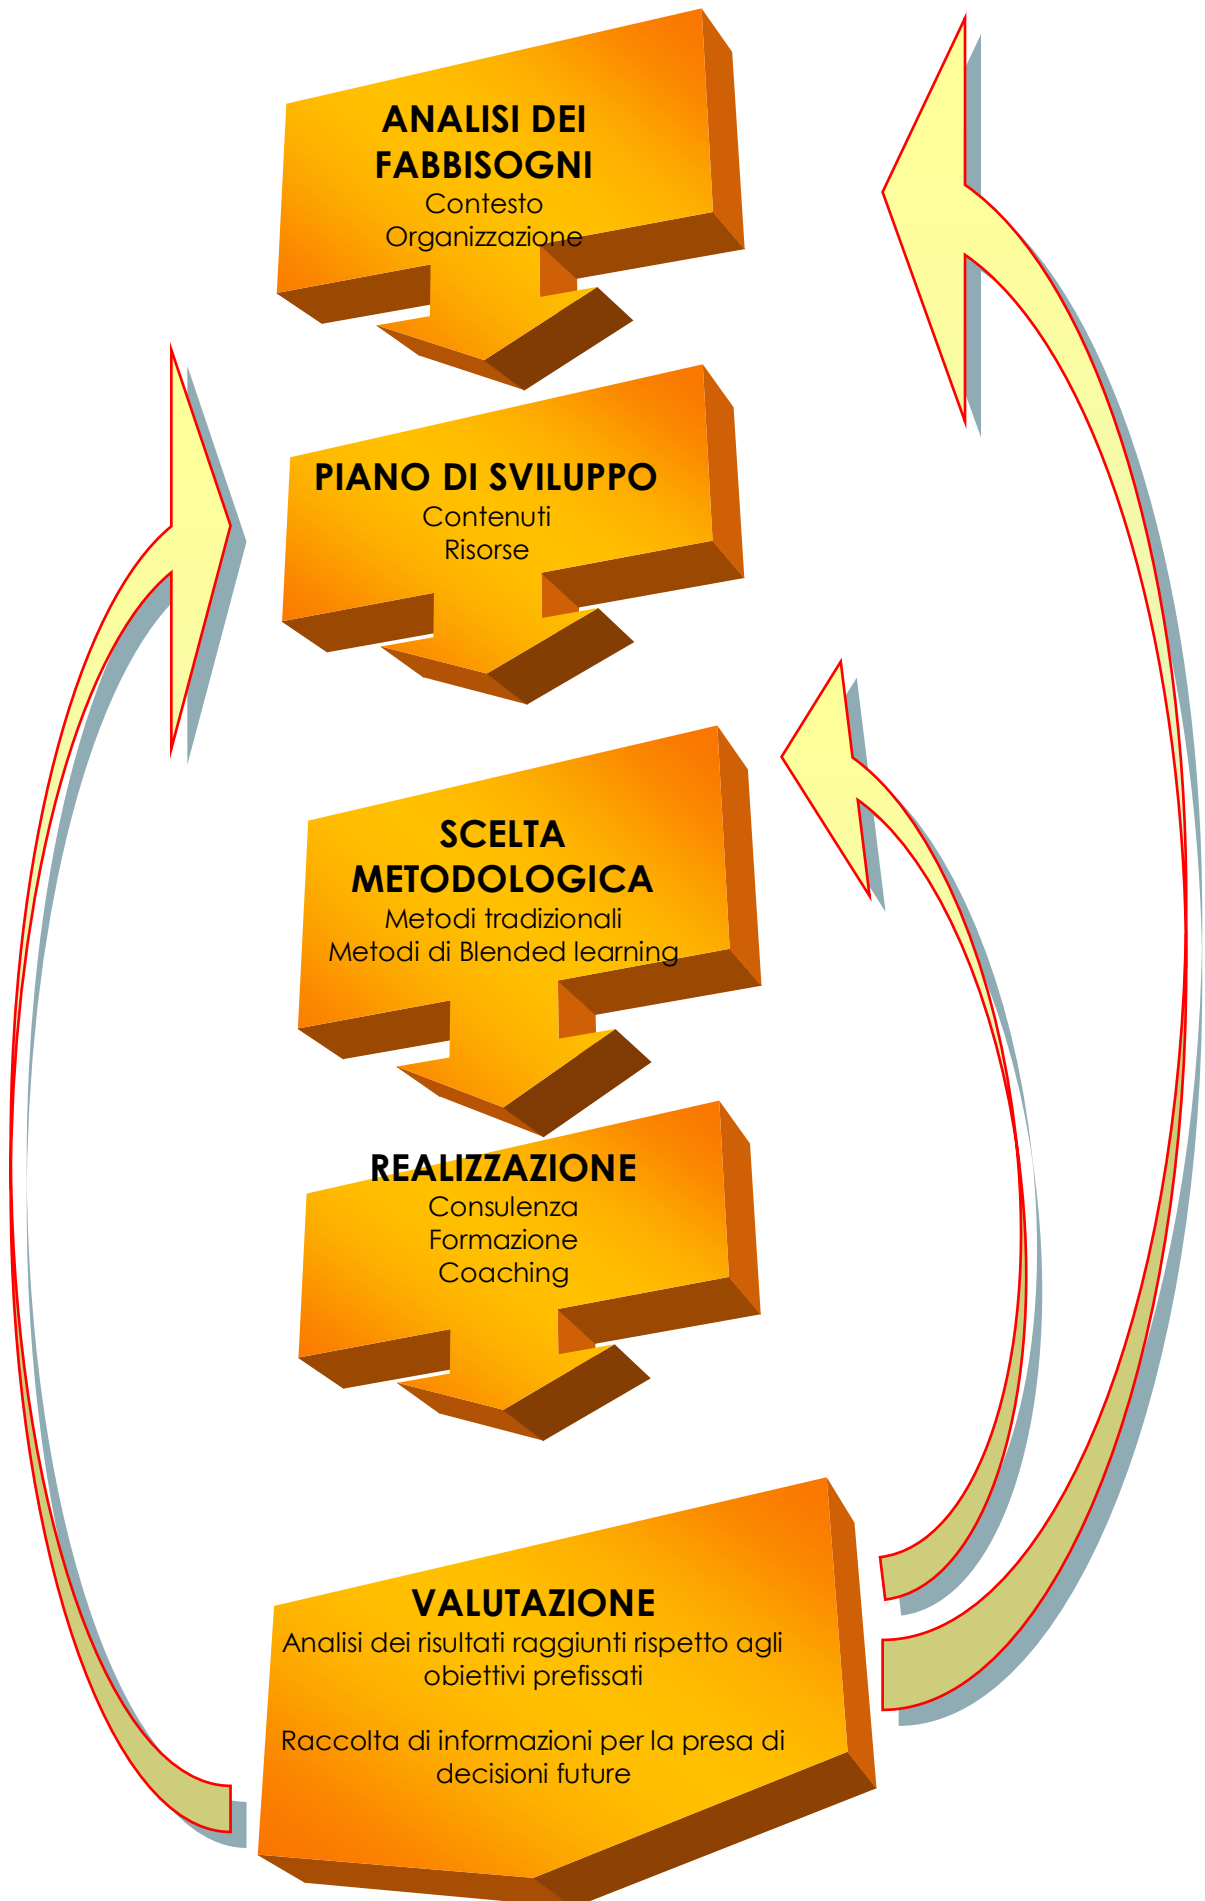 ANALISI DEI
FABBISOGNI
Contesto
Organizzazione
PIANO DI SVILUPPO
Contenuti
Risorse
SCELTA
METODOLOGICA
Metodi tradizionali
Metodi di Blended learning
REALIZZAZIONE
Consulenza
Formazione
Coaching
VALUTAZIONE
Analisi dei risultati raggiunti rispetto agli
obiettivi prefissati
Raccolta di informazioni per la presa di
decisioni future